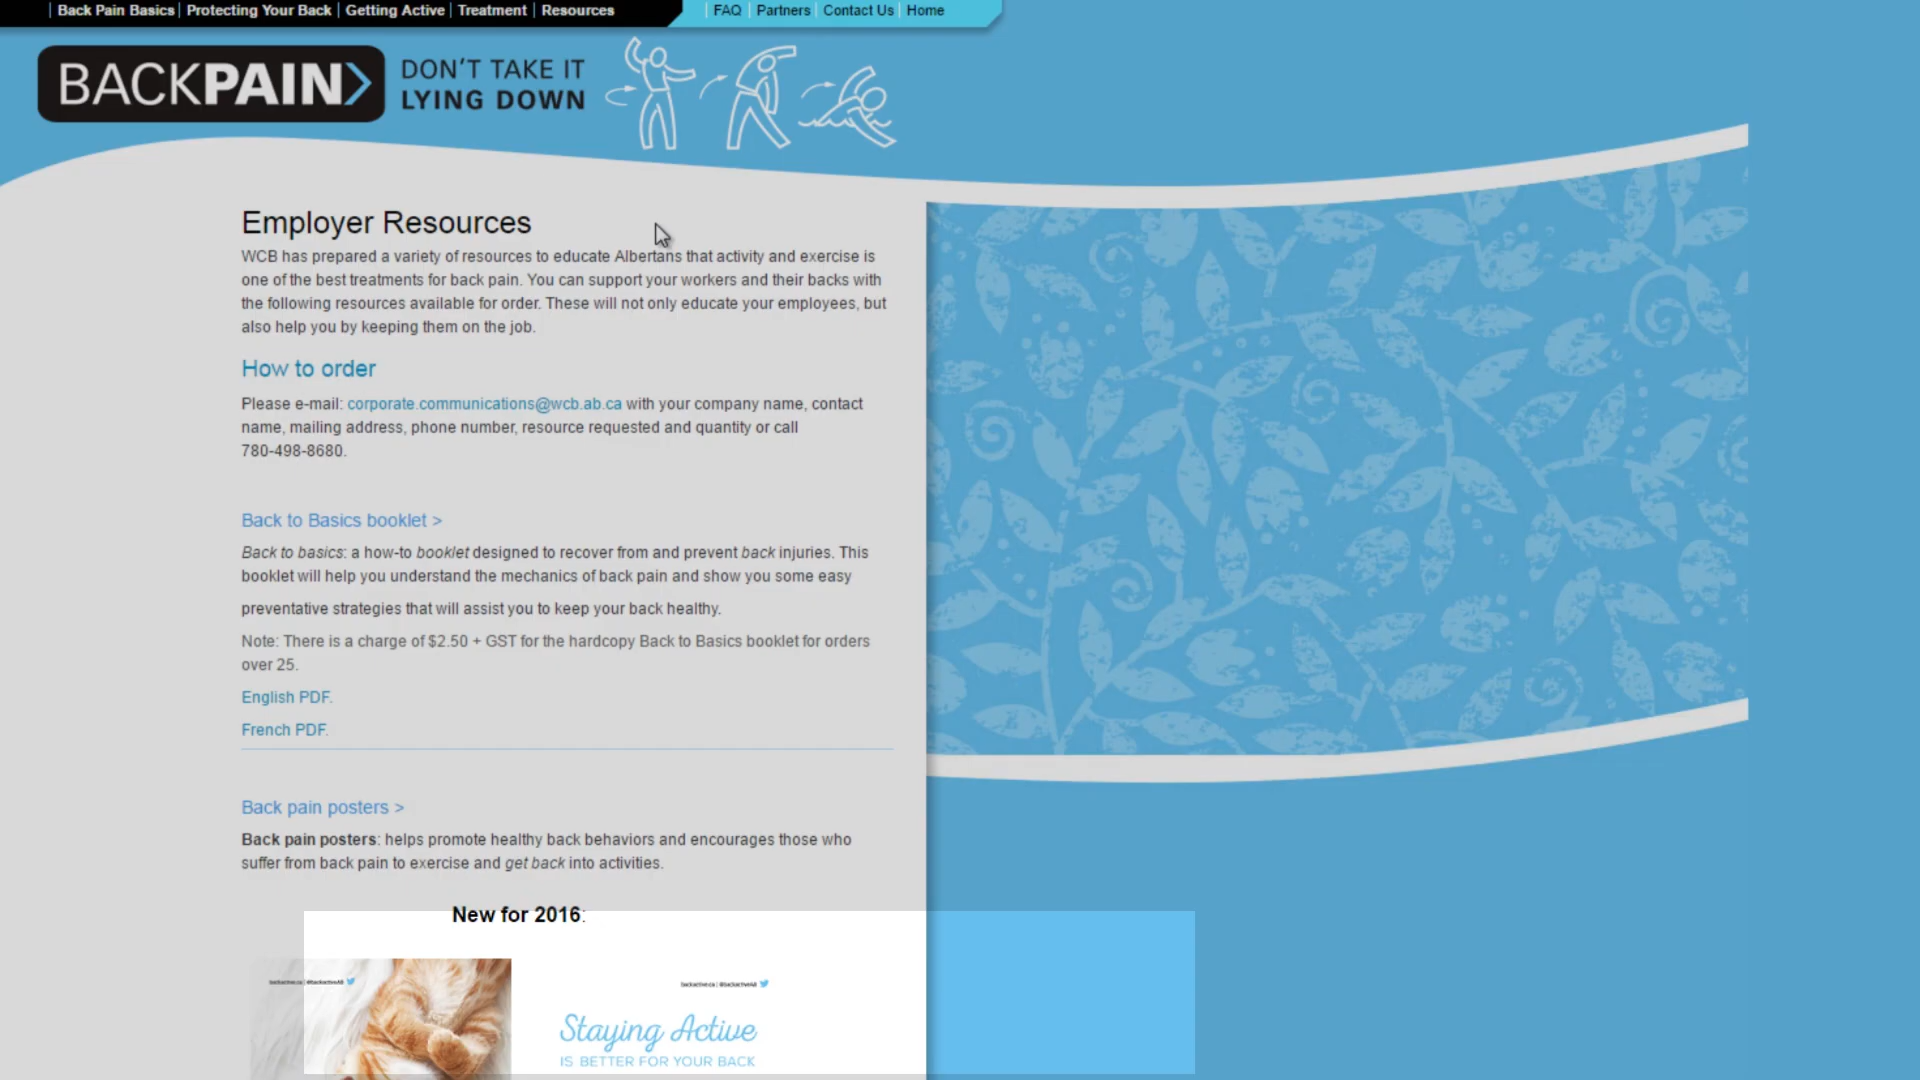 Back Pain Basics | Protecting Your Back | Getting Active | Treatment | Resources
FAQ | Partners | Contact Us | Home
BACKPAIN>
DON'T TAKE IT
LYING DOWN
Employer Resources
WCB has prepared a variety of resources to educate Albertans that activity and exercise is
one of the best treatments for back pain. You can support your workers and their backs with
the following resources available for order. These will not only educate your employees, but
also help you by keeping them on the job.
How to order
Please e-mail: corporate.communications@wcb.ab.ca with your company name, contact
name, mailing address, phone number, resource requested and quantity or call
780-498-8680.
Back to Basics booklet >
Back to basics: a how-to booklet designed to recover from and prevent back injuries. This
booklet will help you understand the mechanics of back pain and show you some easy
preventative strategies that will assist you to keep your back healthy.
Note: There is a charge of $2.50 + GST for the hardcopy Back to Basics booklet for orders
over 25.
English PDF.
French PDF.
Back pain posters >
Back pain posters: helps promote healthy back behaviors and encourages those who
suffer from back pain to exercise and get back into activities.
New for 2016:
backactive.ca | @backactiveAB
backactive.ca | @backactiveAB
Staying Active
IS BETTER FOR YOUR BACK